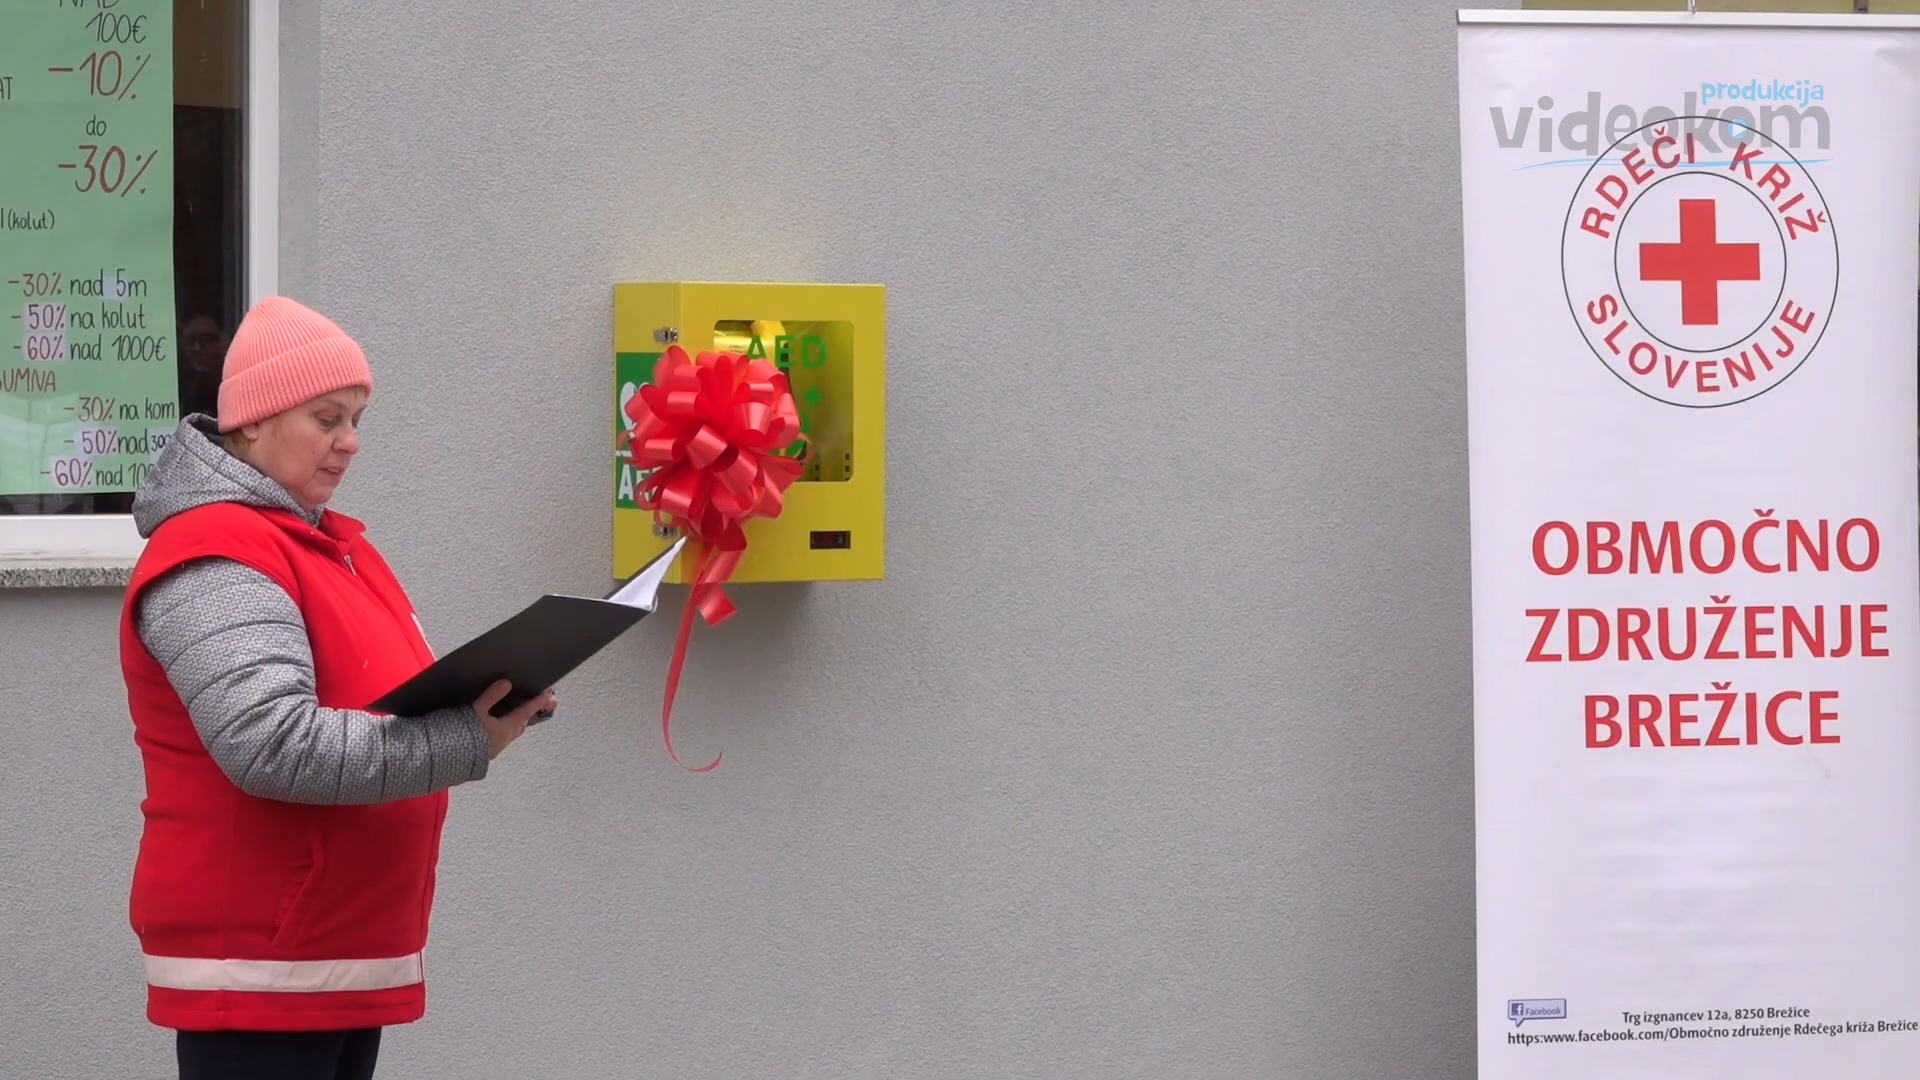 NAD
100€
-10%
do
-30%
(kolut)
-30% nad 5m
-50% na kolut
-60% nad 1000€
-30% na kom
-50% nad 300
-60% nad
AED
produkcija
videokom
RDEČI KRIŽ
SLOVENIJE
OBMOČNO
ZDRUŽENJE
BREŽICE
Facebook
Trg izgnancev 12a, 8250 Brežice
https:www.facebook.com/Območno združenje Rdečega križa Brežice